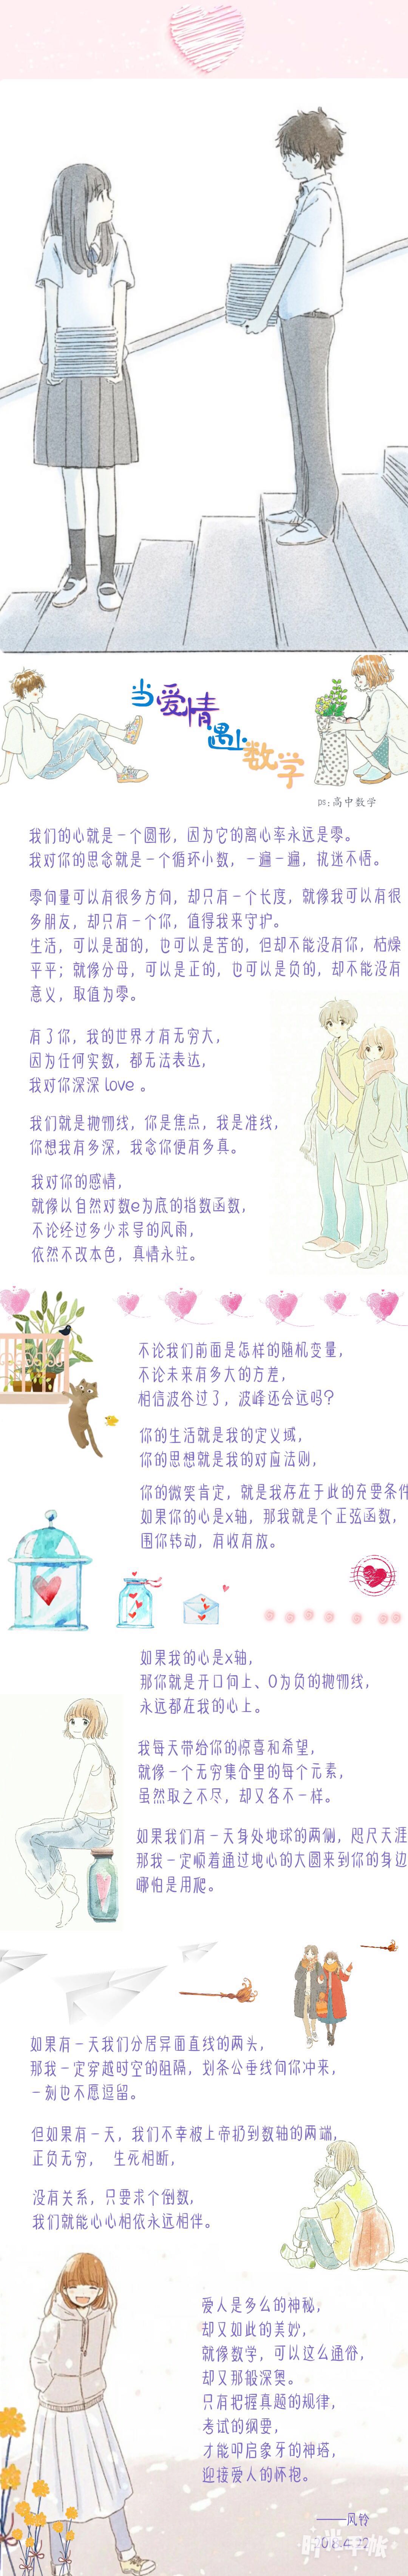 当爱情
遇上
数学
ps:高中数学
我们的心就是一个圆形，因为它的离心率永远是零。
我对你的思念就是一个循环小数，一遍一遍，执迷不悟。
零向量可以有很多方向，却只有一个长度，就像我可以有很
多朋友，却只有一个你，值得我来守护。
生活，可以是甜的，也可以是苦的，但却不能没有你，枯燥
平平；就像分母，可以是正的，也可以是负的，却不能没有
意义，取值为零。
有了你，我的世界才有无穷大，
因为任何实数，都无法表达，
我对你深深 love 。
我们就是抛物线，你是焦点，我是准线，
你想我有多深，我念你便有多真。
我对你的感情，
就像以自然对数e为底的指数函数，
不论经过多少求导的风雨，
依然不改本色，真情永驻。
不论我们前面是怎样的随机变量，
不论未来有多大的方差，
相信波谷过了，波峰还会远吗？
你的生活就是我的定义域，
你的思想就是我的对应法则，
你的微笑肯定，就是我存在于此的充要条件
如果你的心是x轴，那我就是个正弦函数，
围你转动，有收有放。
如果我的心是x轴，
那你就是开口向上、O为负的抛物线，
永远都在我的心上。
我每天带给你的惊喜和希望，
就像一个无穷集合里的每个元素，
虽然取之不尽，却又各不一样。
如果我们有一天身处地球的两侧，咫尺天涯
那我一定顺着通过地心的大圆来到你的身边
哪怕是用爬。
如果有一天我们分居异面直线的两头，
那我一定穿越时空的阻隔，划条公垂线向你冲来，
一刻也不愿逗留。
但如果有一天，我们不幸被上帝扔到数轴的两端，
正负无穷， 生死相断，
没有关系，只要求个倒数，
我们就能心心相依永远相伴。
爱人是多么的神秘，
却又如此的美妙，
就像数学，可以这么通俗，
却又那般深奥。
只有把握真题的规律，
考试的纲要，
才能叩启象牙的神塔，
迎接爱人的怀抱。
——风铃
时光手帐